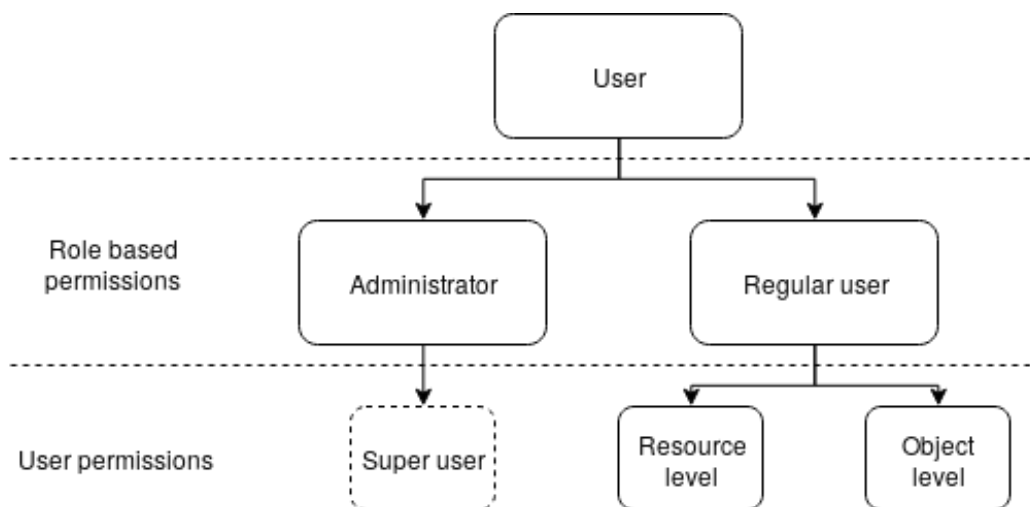 User
Role based
permissions
Administrator
Regular user
User permissions
Super user
Resource
level
Object
level